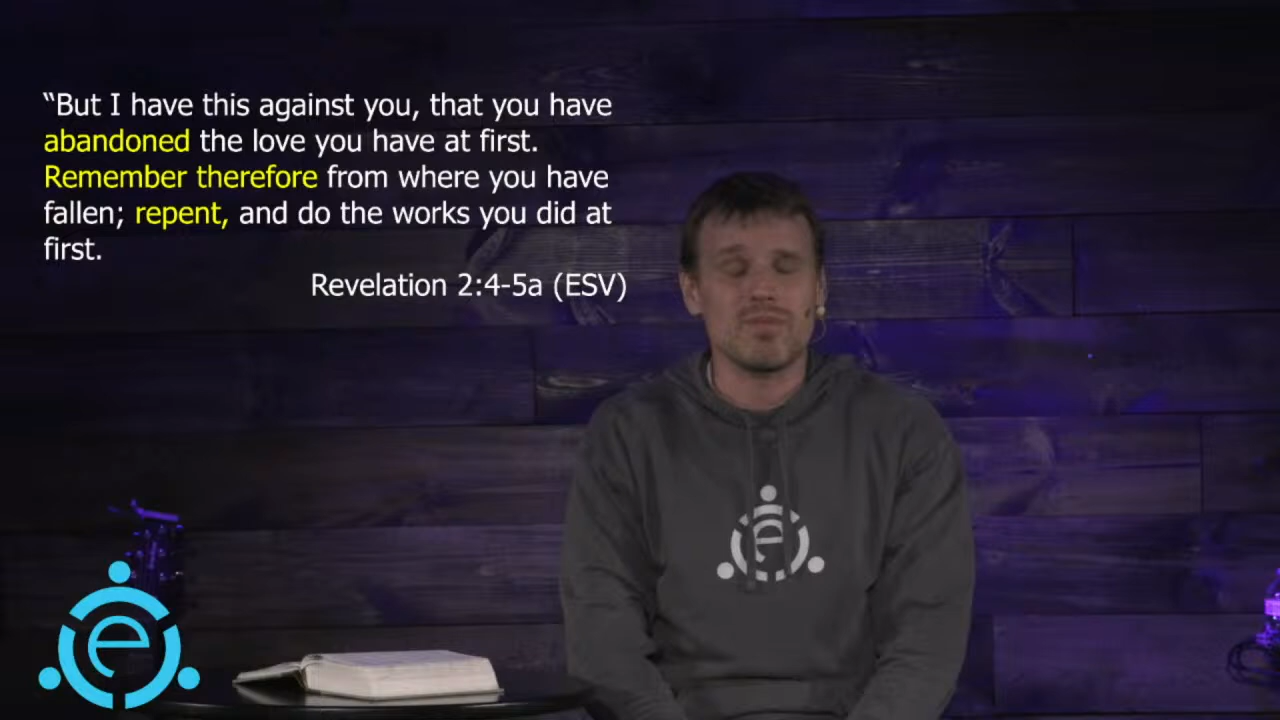 “But I have this against you, that you have
abandoned the love you have at first.
Remember therefore from where you have
fallen; repent, and do the works you did at
first.
Revelation 2:4-5a (ESV)
e
e